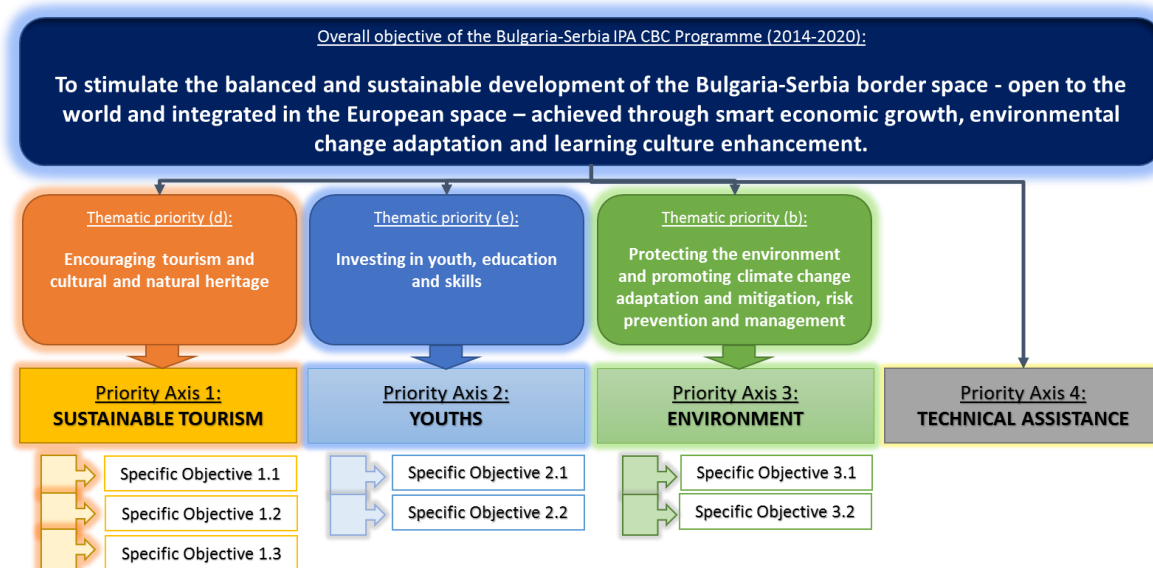 Overall objective of the Bulgaria-Serbia IPA CBC Programme (2014-2020):
To stimulate the balanced and sustainable development of the Bulgaria-Serbia border space - open to the
world and integrated in the European space – achieved through smart economic growth, environmental
change adaptation and learning culture enhancement.
Thematic priority (d):
Encouraging tourism and
cultural and natural heritage
Thematic priority (e):
Investing in youth, education
and skills
Thematic priority (b):
Protecting the environment
and promoting climate change
adaptation and mitigation, risk
prevention and management
Priority Axis 1:
SUSTAINABLE TOURISM
Priority Axis 2:
YOUTHS
Priority Axis 3:
ENVIRONMENT
Priority Axis 4:
TECHNICAL ASSISTANCE
Specific Objective 1.1
Specific Objective 1.2
Specific Objective 1.3
Specific Objective 2.1
Specific Objective 2.2
Specific Objective 3.1
Specific Objective 3.2